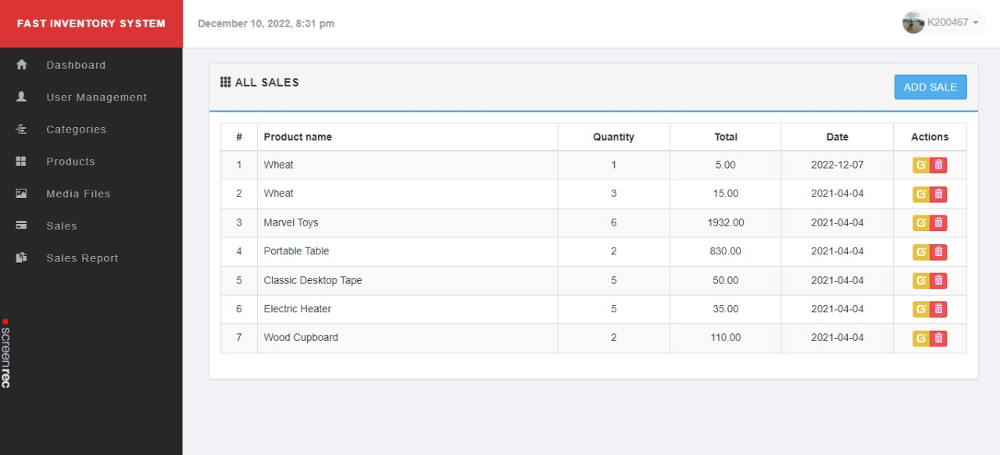 FAST INVENTORY SYSTEM
December 10, 2022, 8:31 pm
K200467
Dashboard
User Management
Categories
Products
Media Files
Sales
Sales Report
screenrec
ALL SALES
ADD SALE
# Product name Quantity Total Date Actions
1 Wheat 1 5.00 2022-12-07
2 Wheat 3 15.00 2021-04-04
3 Marvel Toys 6 1932.00 2021-04-04
4 Portable Table 2 830.00 2021-04-04
5 Classic Desktop Tape 5 50.00 2021-04-04
6 Electric Heater 5 35.00 2021-04-04
7 Wood Cupboard 2 110.00 2021-04-04